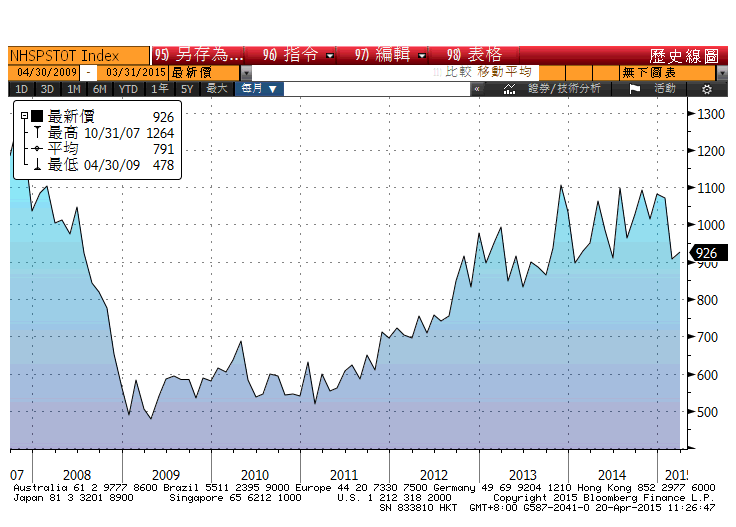 NHSPSTOT Index 95) 另存為... 96) 指令 97) 編輯 98) 表格 歷史線圖
04/30/2009 - 03/31/2015 最新價 比較 移動平均 無下圖表
1D 3D 1M 6M YTD 1年 5Y 最大 每月 ▼ « 證券/技術分析 活動
最新價 926
最高 10/31/07 1264
平均 791
最低 04/30/09 478
1300
1200
1100
1000
926
900
800
700
600
500
07 2008 2009 2010 2011 2012 2013 2014 2015
Australia 61 2 9777 8600 Brazil 5511 2395 9000 Europe 44 20 7330 7500 Germany 49 69 9204 1210 Hong Kong 852 2977 6000
Japan 81 3 3201 8900 Singapore 65 6212 1000 U.S. 1 212 318 2000 Copyright 2015 Bloomberg Finance L.P.
SN 833810 HKT GMT+8:00 G587-2041-0 20-Apr-2015 11:26:47